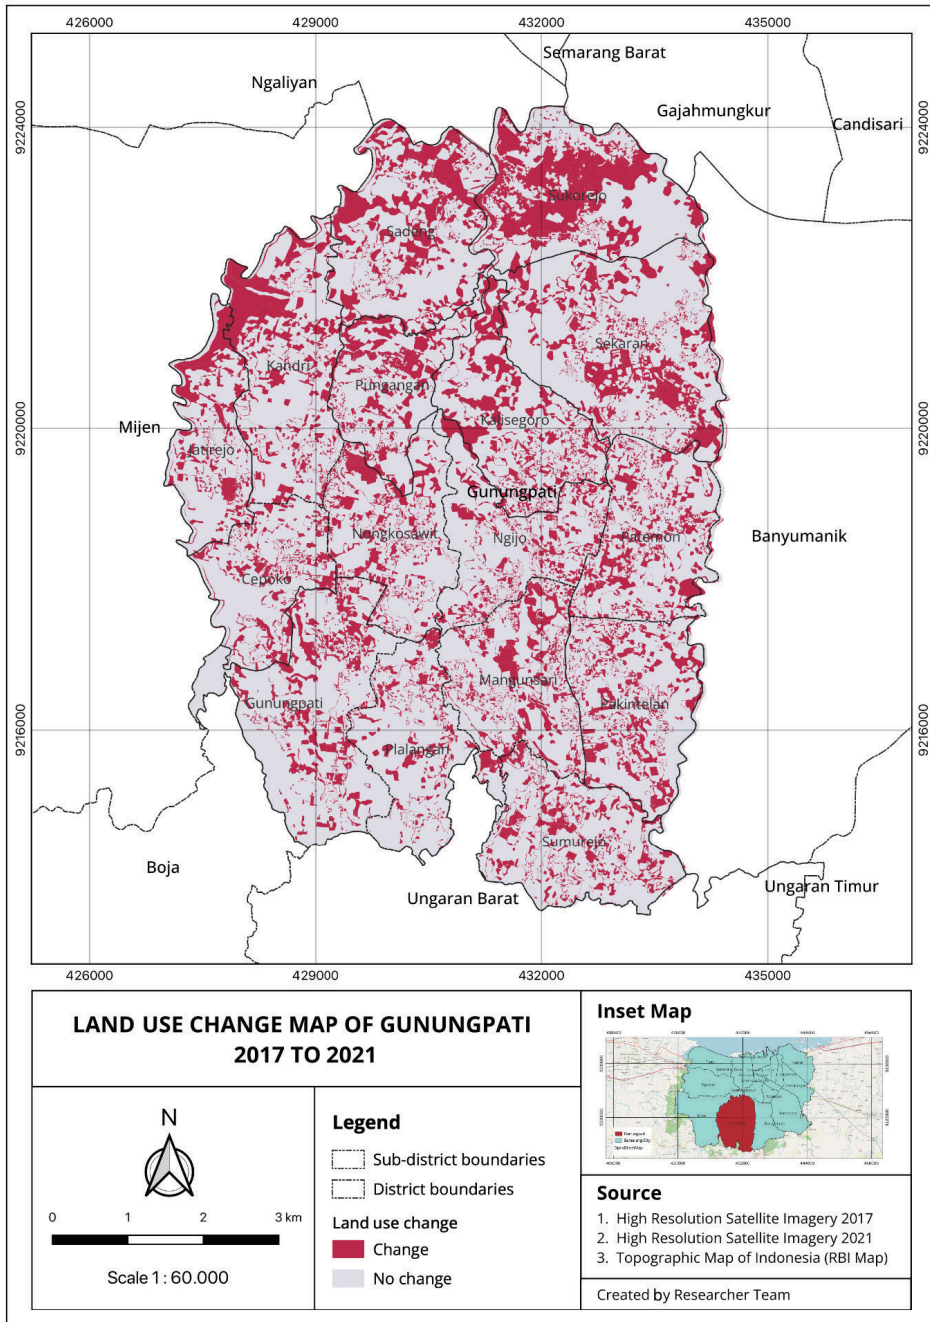 426000
429000
432000
435000
Semarang Barat
Ngaliyan
Gajahmungkur
Candisari
9224000
9224000
Sukorejo
Sadeng
Sekaran
Kandri
Pungangan
Kalisegoro
9220000
9220000
Mijen
Jatirejo
Gunungpati
Nongkosawit
Ngijo
Patemon
Banyumanik
Cepoko
Mangunsari
Gunungpati
Pakintelan
9216000
9216000
Plalangan
Sumurejo
Boja
Ungaran Barat
Ungaran Timur
426000
429000
432000
435000
LAND USE CHANGE MAP OF GUNUNGPATI
2017 TO 2021
N
0 1 2 3 km
Scale 1 : 60.000
Legend
Sub-district boundaries
District boundaries
Land use change
Change
No change
Inset Map
Source
1. High Resolution Satellite Imagery 2017
2. High Resolution Satellite Imagery 2021
3. Topographic Map of Indonesia (RBI Map)
Created by Researcher Team